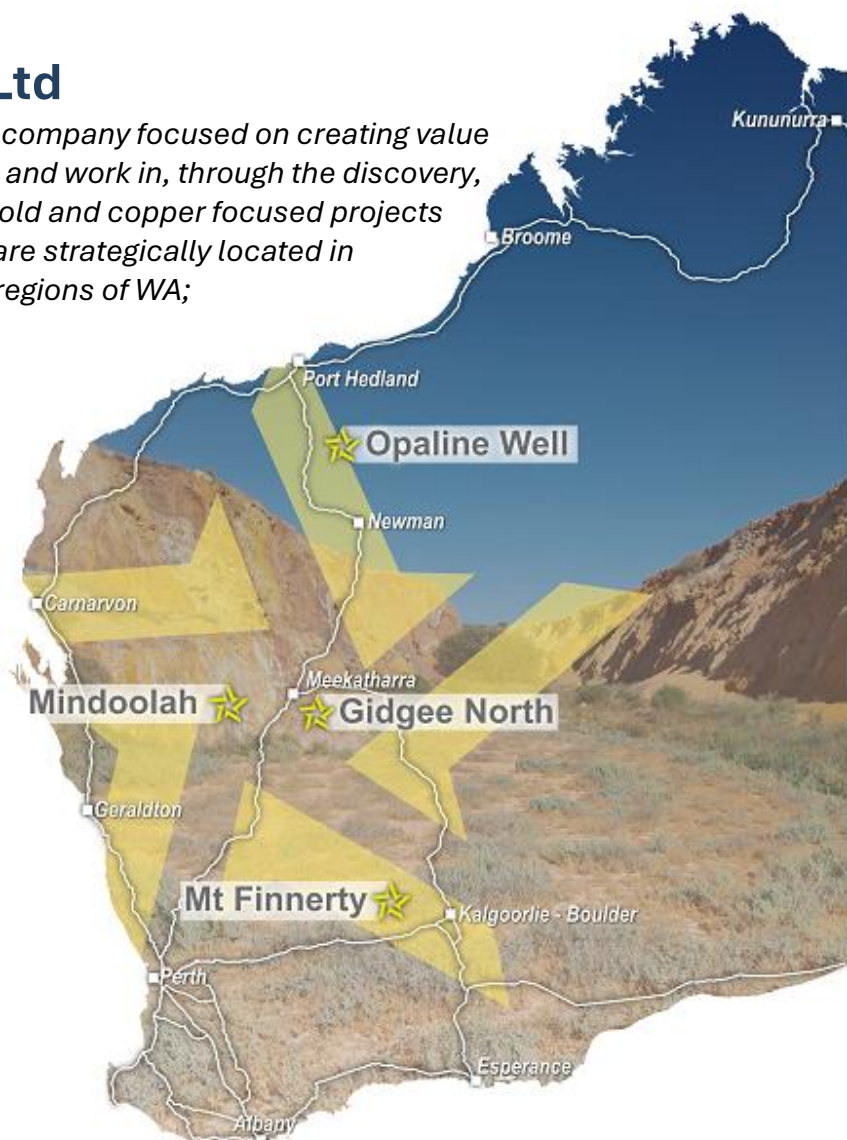 Ltd
company focused on creating value
and work in, through the discovery,
old and copper focused projects
are strategically located in
regions of WA;
Kununurra
Broome
Port Hedland
Opaline Well
Newman
Carnarvon
Meekatharra
Mindoolah
Gidgee North
Geraldton
Mt Finnerty
Kalgoorlie - Boulder
Perth
Esperance
Albany